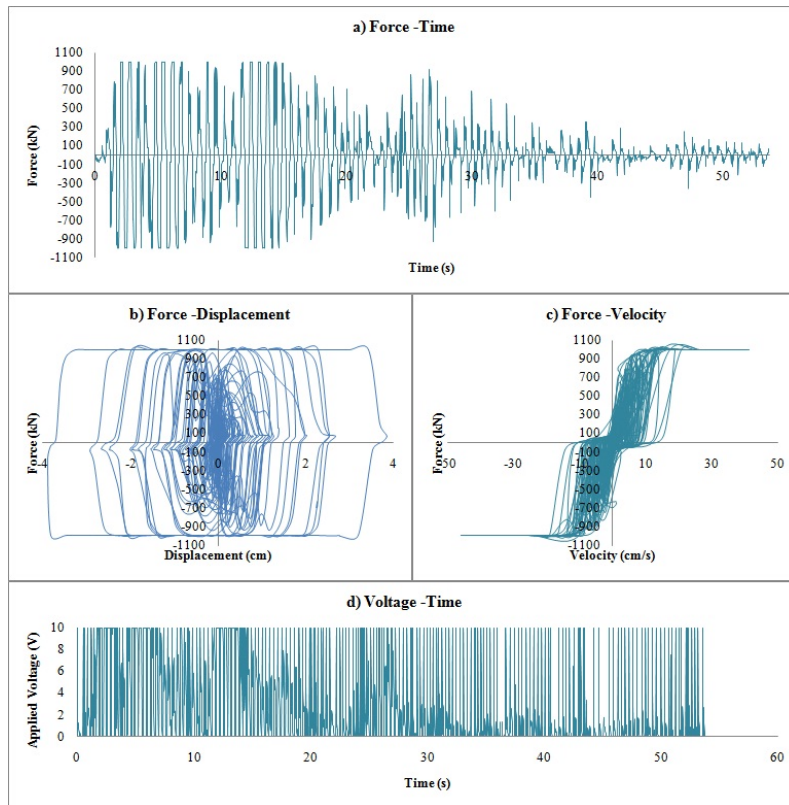 a) Force -Time
1100
900
700
500
300
100
-100
-300
-500
-700
-900
-1100
Force (kN)
0 10 20 30 40 50
Time (s)
b) Force -Displacement
1100
900
700
500
300
100
-100
-300
-500
-700
-900
-1100
Force (kN)
-4 -2 0 2 4
Displacement (cm)
c) Force -Velocity
1100
900
700
500
300
100
-100
-300
-500
-700
-900
-1100
Force (kN)
-50 -30 -10 10 30 50
Velocity (cm/s)
d) Voltage -Time
10
8
6
4
2
0
Applied Voltage (V)
0 10 20 30 40 50 60
Time (s)